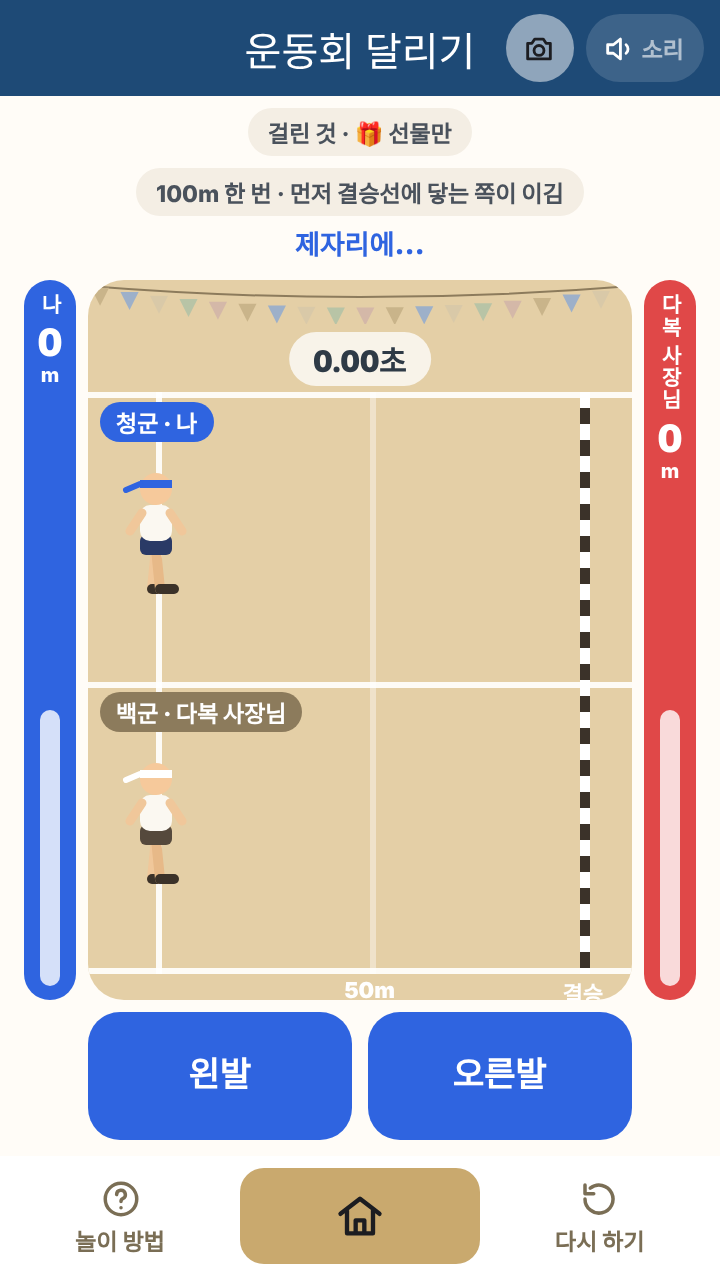 운동회 달리기
소리
걸린 것 · 🎁 선물만
100m 한 번 · 먼저 결승선에 닿는 쪽이 이김
제자리에...
나
0
m
다복 사장님
0
m
0.00초
청군 · 나
백군 · 다복 사장님
50m
결승
왼발
오른발
놀이 방법
다시 하기